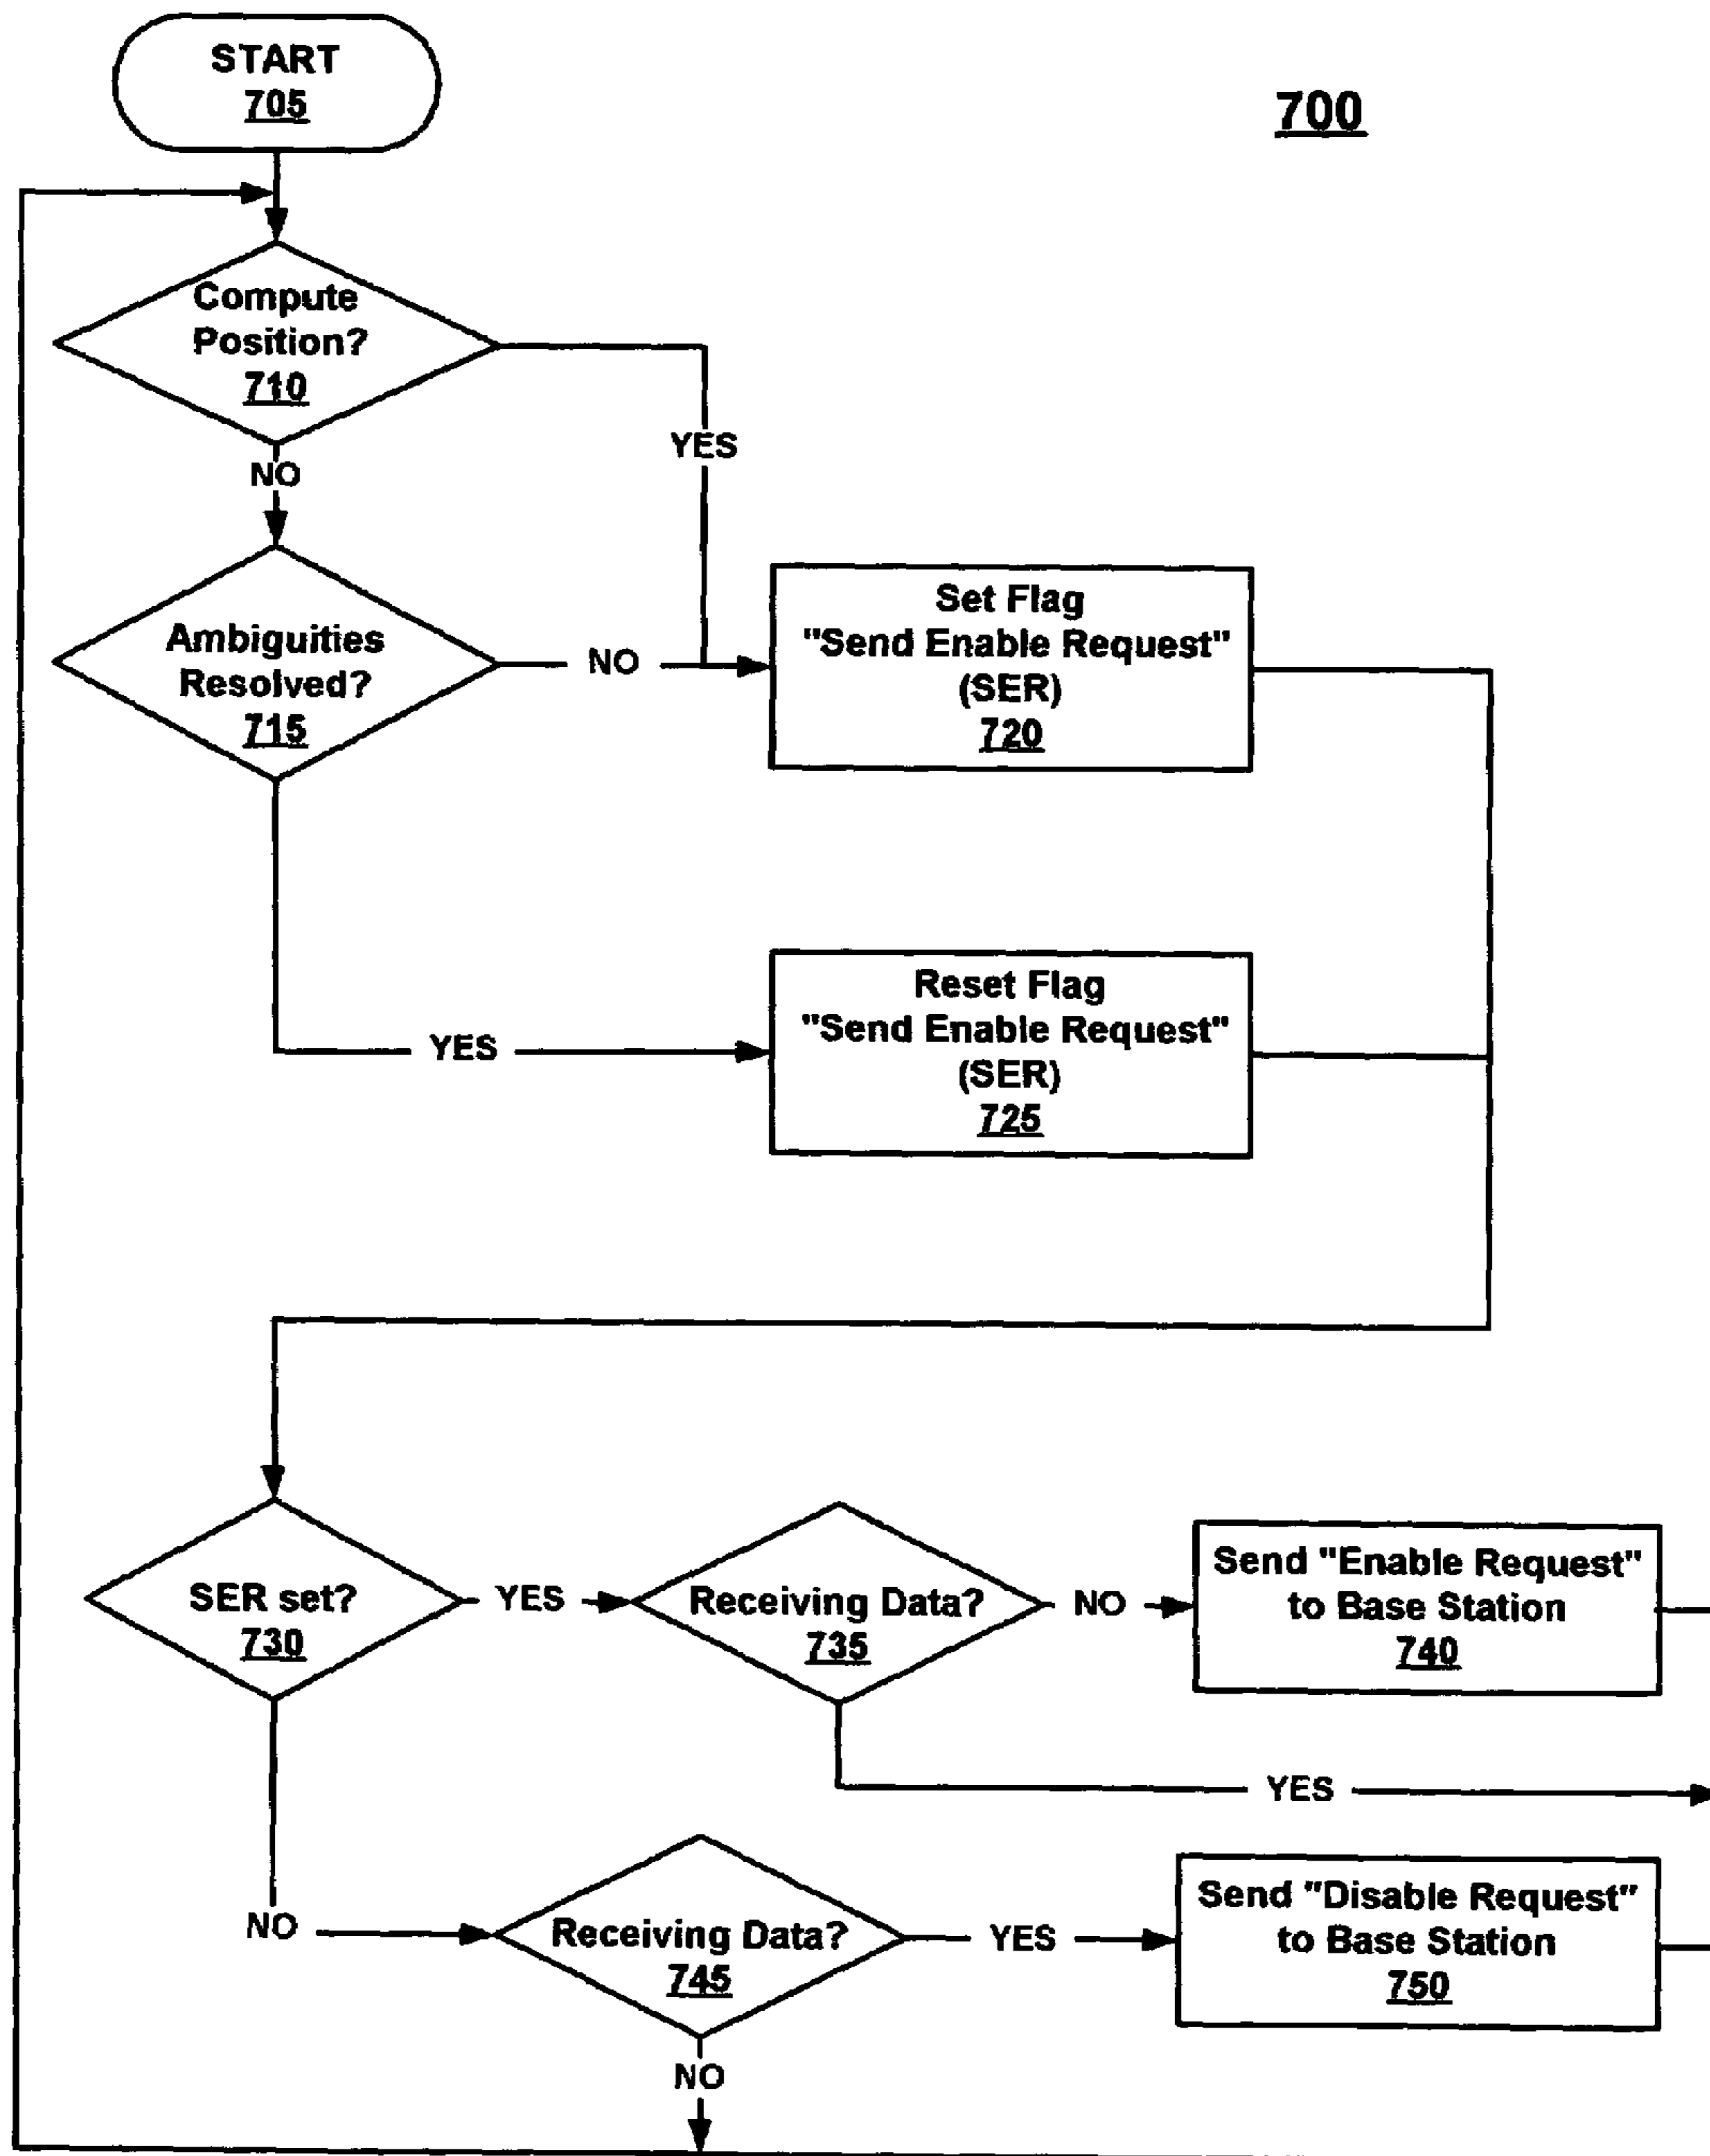 START
705
700
Compute
Position?
710
YES
NO
Ambiguities
Resolved?
715
NO
Set Flag
"Send Enable Request"
(SER)
720
YES
Reset Flag
"Send Enable Request"
(SER)
725
SER set?
730
YES
Receiving Data?
735
NO
Send "Enable Request"
to Base Station
740
YES
NO
Receiving Data?
745
YES
Send "Disable Request"
to Base Station
750
NO